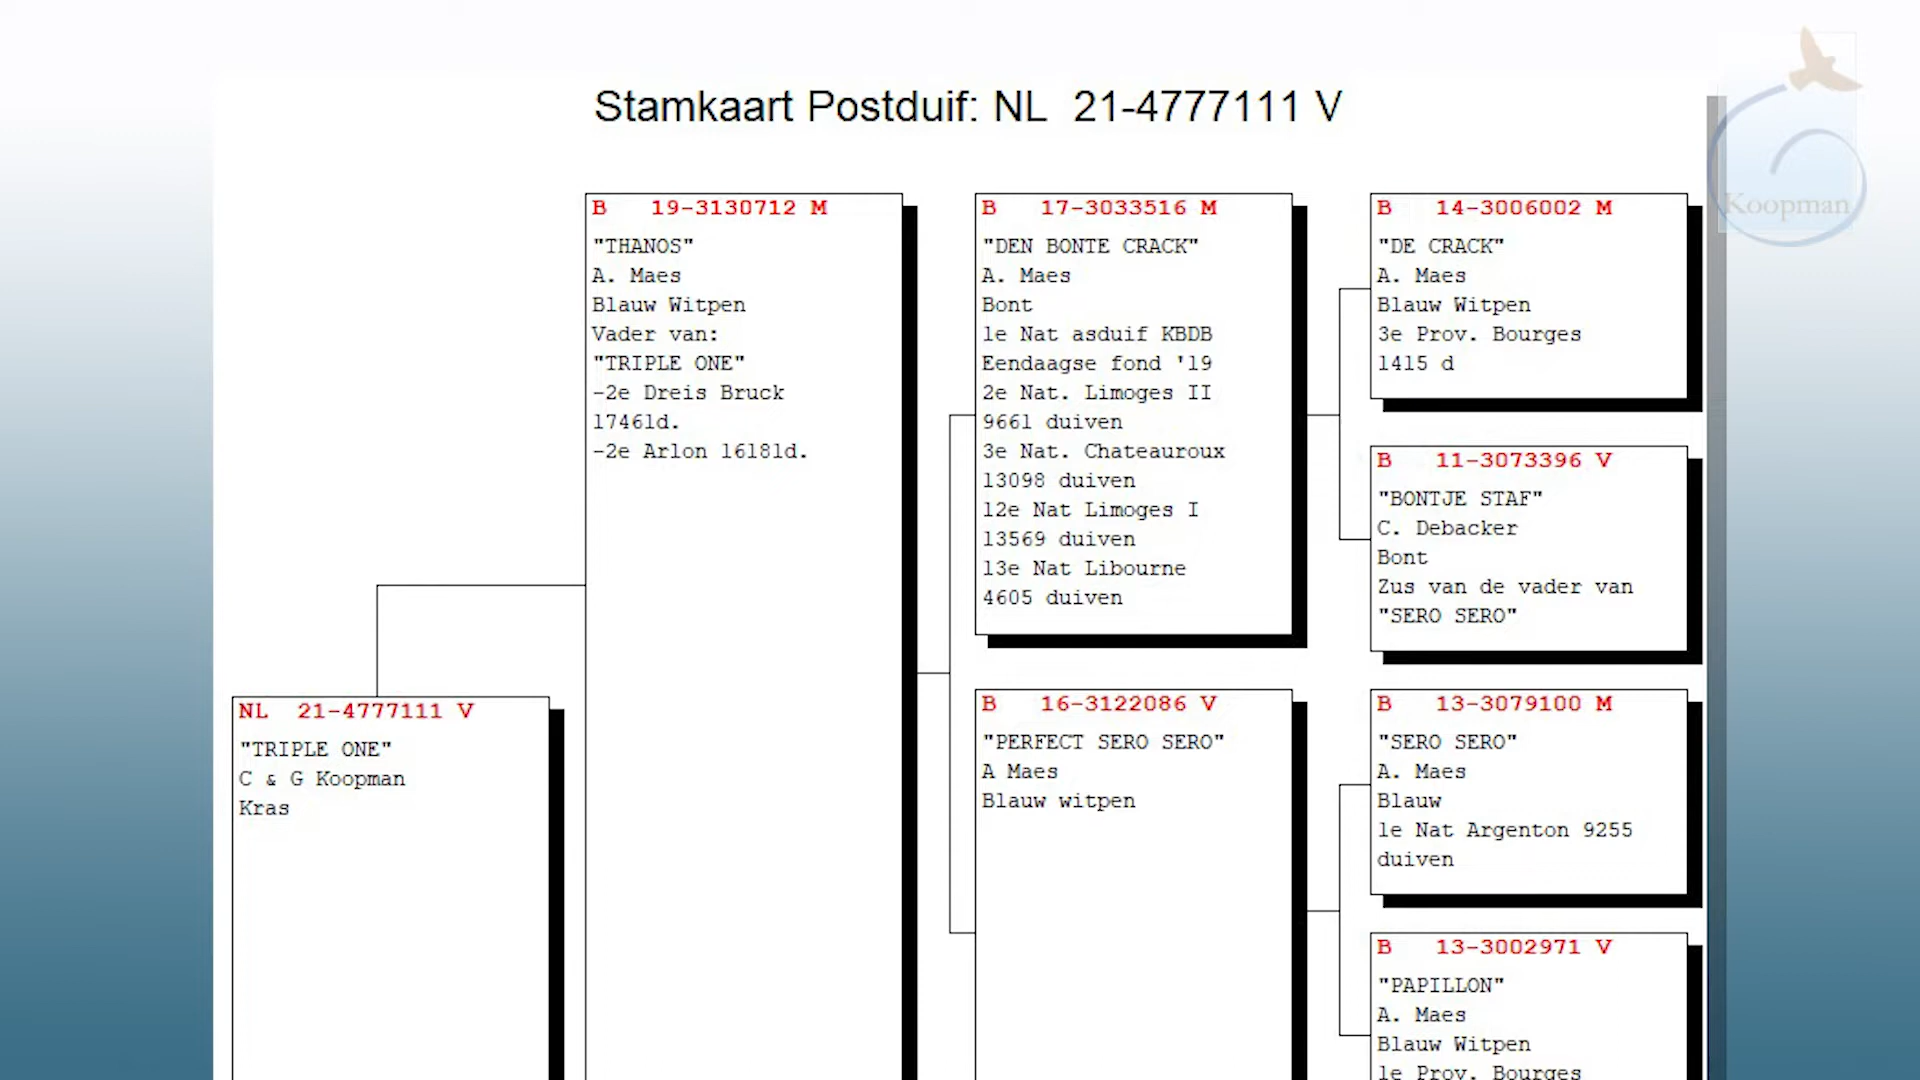 Stamkaart Postduif: NL 21-4777111 V
Koopman
B 19-3130712 M
"THANOS"
A. Maes
Blauw Witpen
Vader van:
"TRIPLE ONE"
-2e Dreis Bruck
17461d.
-2e Arlon 16181d.
B 17-3033516 M
"DEN BONTE CRACK"
A. Maes
Bont
1e Nat asduif KBDB
Eendaagse fond '19
2e Nat. Limoges II
9661 duiven
3e Nat. Chateauroux
13098 duiven
12e Nat Limoges I
13569 duiven
13e Nat Libourne
4605 duiven
B 14-3006002 M
"DE CRACK"
A. Maes
Blauw Witpen
3e Prov. Bourges
1415 d
B 11-3073396 V
"BONTJE STAF"
C. Debacker
Bont
Zus van de vader van
"SERO SERO"
NL 21-4777111 V
"TRIPLE ONE"
C & G Koopman
Kras
B 16-3122086 V
"PERFECT SERO SERO"
A Maes
Blauw witpen
B 13-3079100 M
"SERO SERO"
A. Maes
Blauw
1e Nat Argenton 9255
duiven
B 13-3002971 V
"PAPILLON"
A. Maes
Blauw Witpen
1e Prov. Bourges